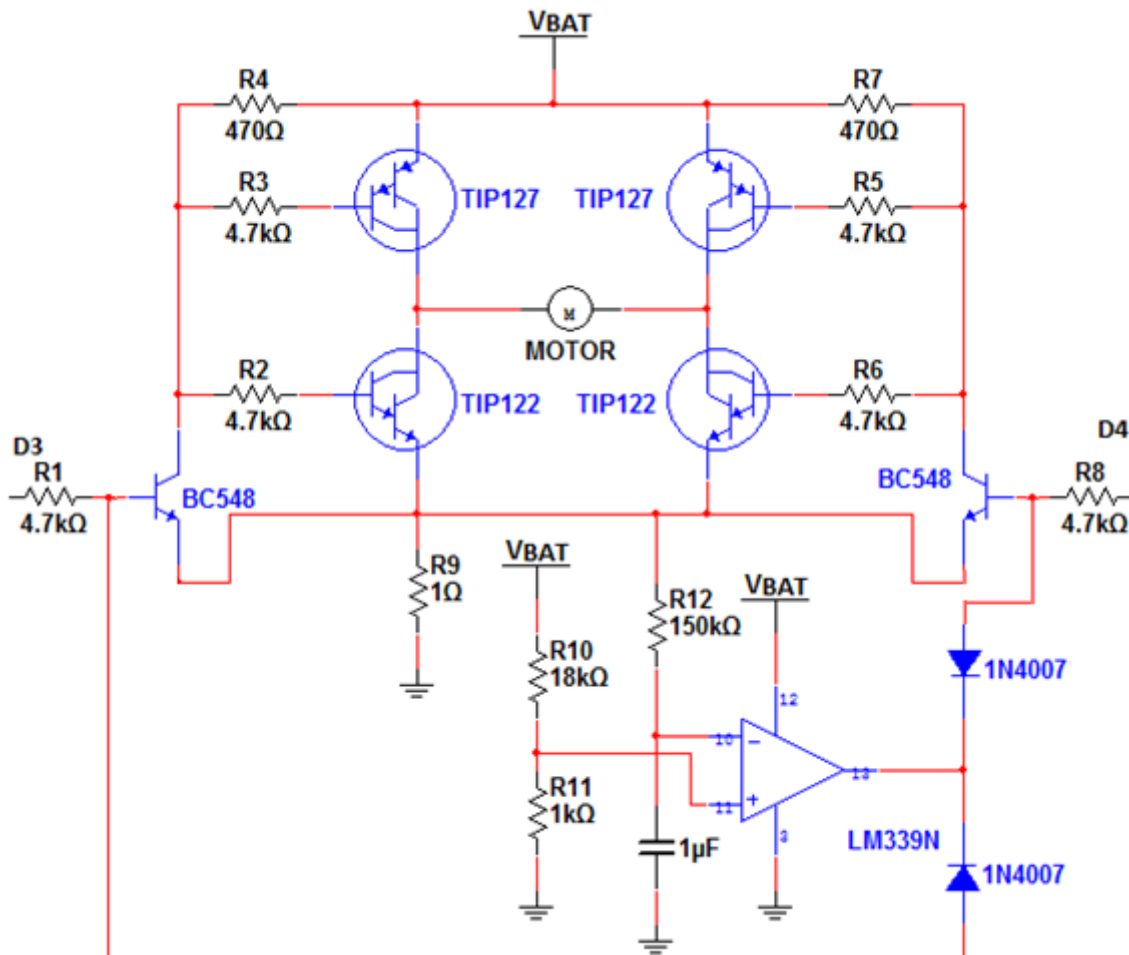 VBAT
R4
470Ω
R7
470Ω
R3
4.7kΩ
TIP127
TIP127
R5
4.7kΩ
M
MOTOR
R2
4.7kΩ
TIP122
TIP122
R6
4.7kΩ
D3
R1
4.7kΩ
BC548
BC548
D4
R8
4.7kΩ
R9
1Ω
VBAT
R10
18kΩ
R12
150kΩ
VBAT
12
1N4007
10
-
13
R11
1kΩ
11
+
3
1µF
LM339N
1N4007